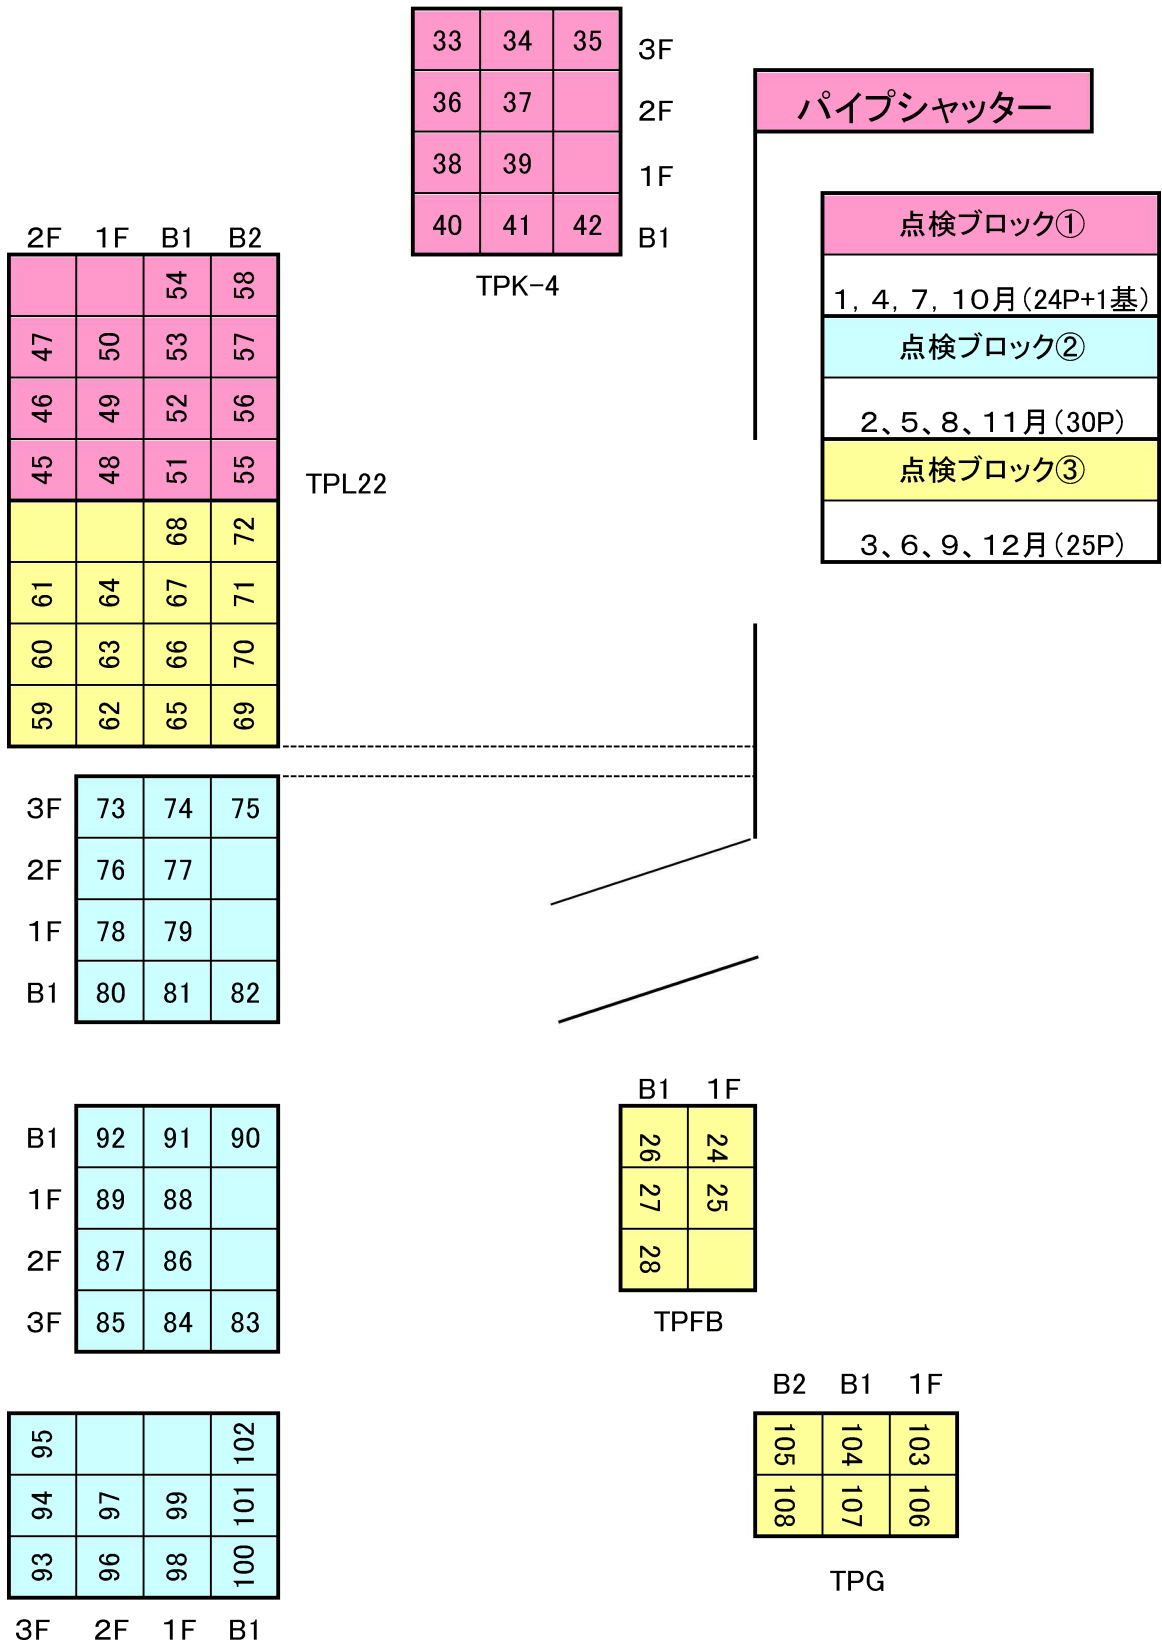 33 34 35 3F
36 37 2F
38 39 1F
40 41 42 B1
TPK-4
パイプシャッター
点検ブロック①
1, 4, 7, 10月(24P+1基)
点検ブロック②
2、5、8、11月(30P)
点検ブロック③
3、6、9、12月(25P)
2F 1F B1 B2
54 58
47 50 53 57
46 49 52 56
45 48 51 55
TPL22
68 72
61 64 67 71
60 63 66 70
59 62 65 69
3F 73 74 75
2F 76 77
1F 78 79
B1 80 81 82
B1 92 91 90
1F 89 88
2F 87 86
3F 85 84 83
B1 1F
26 24
27 25
28
TPFB
B2 B1 1F
105 104 103
108 107 106
TPG
95 102
94 97 99 101
93 96 98 100
3F 2F 1F B1